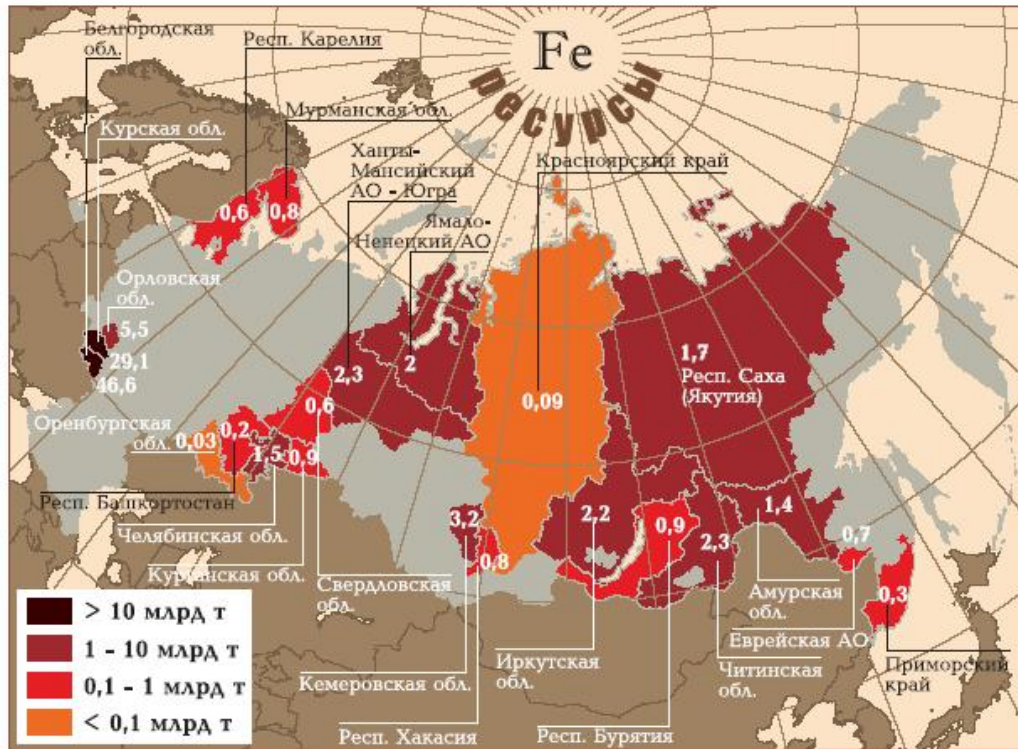 Fe
ресурсы
Белгородская
обл.
Респ. Карелия
Курская обл.
Мурманская обл.
Ханты-
Мансийский
АО - Югра
Красноярский край
Ямало-
Ненецкий АО
0,6
0,8
Орловская
обл.
5,5
29,1
46,6
2,3
2
1,7
Респ. Саха
(Якутия)
0,09
Оренбургская
обл.
0,03
0,2
0,6
1,5
0,9
Респ. Башкортостан
Челябинская обл.
Курганская обл.
Свердловская
обл.
3,2
0,8
2,2
0,9
2,3
1,4
0,7
0,3
Амурская
обл.
Еврейская АО
Читинская
обл.
Приморский
край
Иркутская
обл.
Кемеровская обл.
Респ. Хакасия
Респ. Бурятия
> 10 млрд т
1 - 10 млрд т
0,1 - 1 млрд т
< 0,1 млрд т